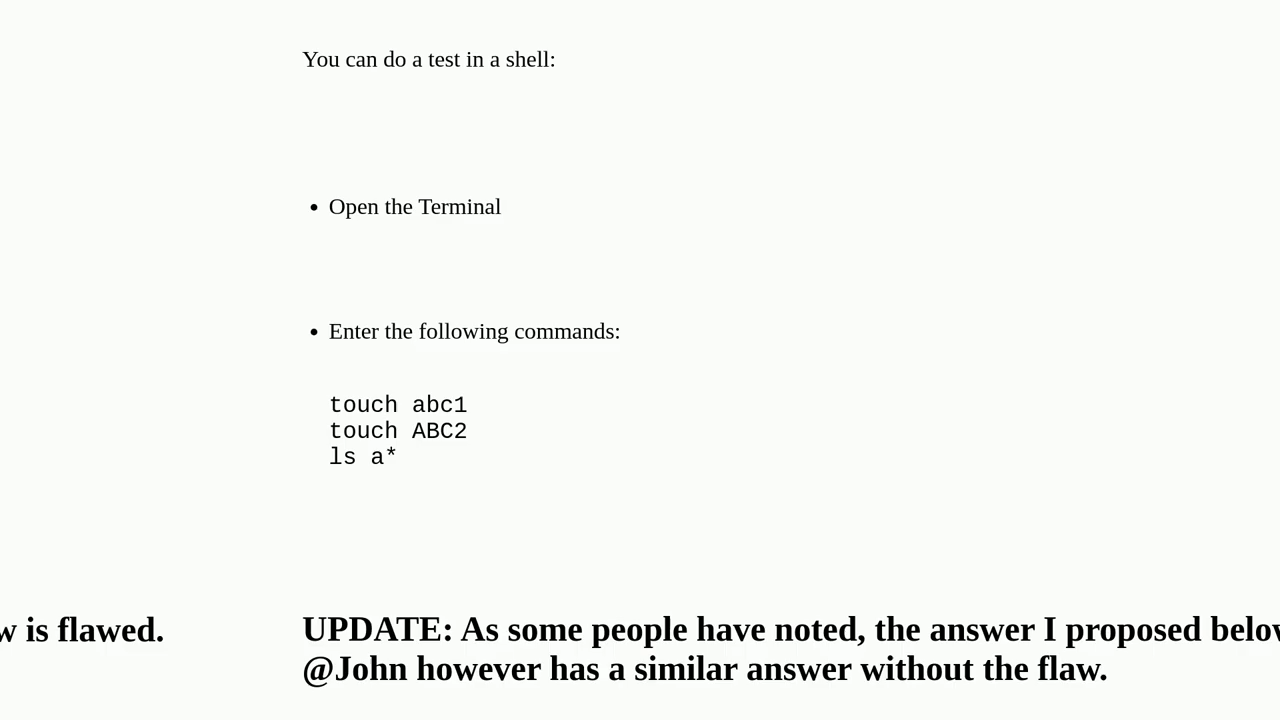 You can do a test in a shell:
Open the Terminal
Enter the following commands:
touch abc1
touch ABC2
ls a*
UPDATE: As some people have noted, the answer I proposed below is flawed.
@John however has a similar answer without the flaw.